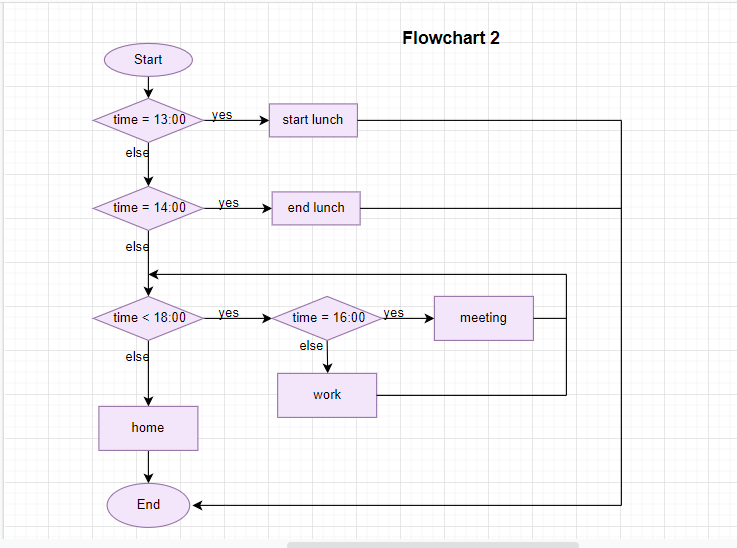 Flowchart 2
Start
time = 13:00
yes
start lunch
else
time = 14:00
yes
end lunch
else
time < 18:00
yes
time = 16:00
yes
meeting
else
else
work
home
End